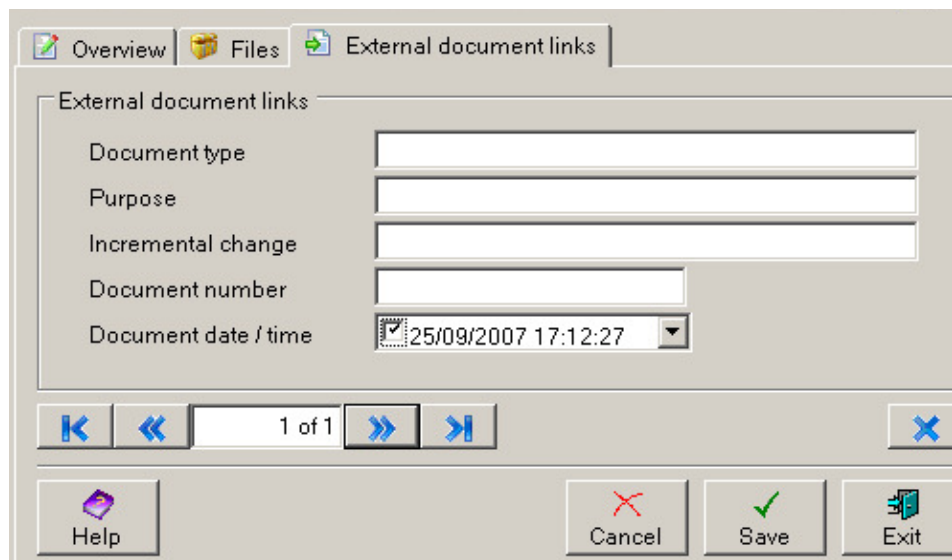 Overview Files External document links
External document links
Document type
Purpose
Incremental change
Document number
Document date / time 25/09/2007 17:12:27
1 of 1
Help Cancel Save Exit